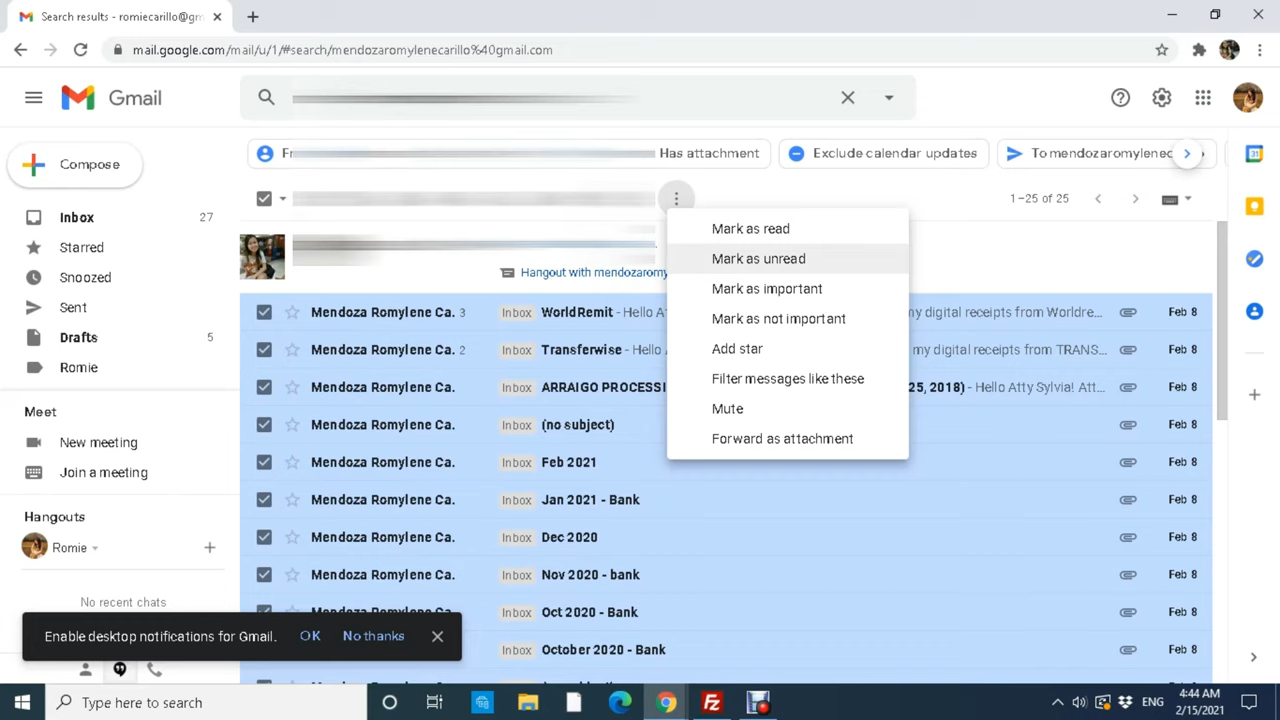 Search results - romiecarillo@gm
mail.google.com/mail/u/1/#search/mendozaromylenecarillo%40gmail.com
Gmail
Has attachment
Exclude calendar updates
To mendozaromylenec
Compose
1–25 of 25
Inbox 27
Starred
Snoozed
Sent
Drafts 5
Romie
Mark as read
Mark as unread
Mark as important
Mark as not important
Add star
Filter messages like these
Mute
Forward as attachment
Hangout with mendozaromy
Mendoza Romylene Ca. 3 Inbox WorldRemit - Hello my digital receipts from Worldre... Feb 8
Mendoza Romylene Ca. 2 Inbox Transferwise - Hello my digital receipts from TRANS... Feb 8
Mendoza Romylene Ca. Inbox ARRAIGO PROCESSI 25, 2018) - Hello Atty Sylvia! Att... Feb 8
Mendoza Romylene Ca. Inbox (no subject) Feb 8
Mendoza Romylene Ca. Inbox Feb 2021 Feb 8
Mendoza Romylene Ca. Inbox Jan 2021 - Bank Feb 8
Mendoza Romylene Ca. Inbox Dec 2020 Feb 8
Mendoza Romylene Ca. Inbox Nov 2020 - bank Feb 8
Mendoza Romylene Ca. Inbox Oct 2020 - Bank Feb 8
Inbox October 2020 - Bank Feb 8
Meet
New meeting
Join a meeting
Hangouts
Romie
No recent chats
Enable desktop notifications for Gmail. OK No thanks
31
Type here to search
ENG
4:44 AM
2/15/2021